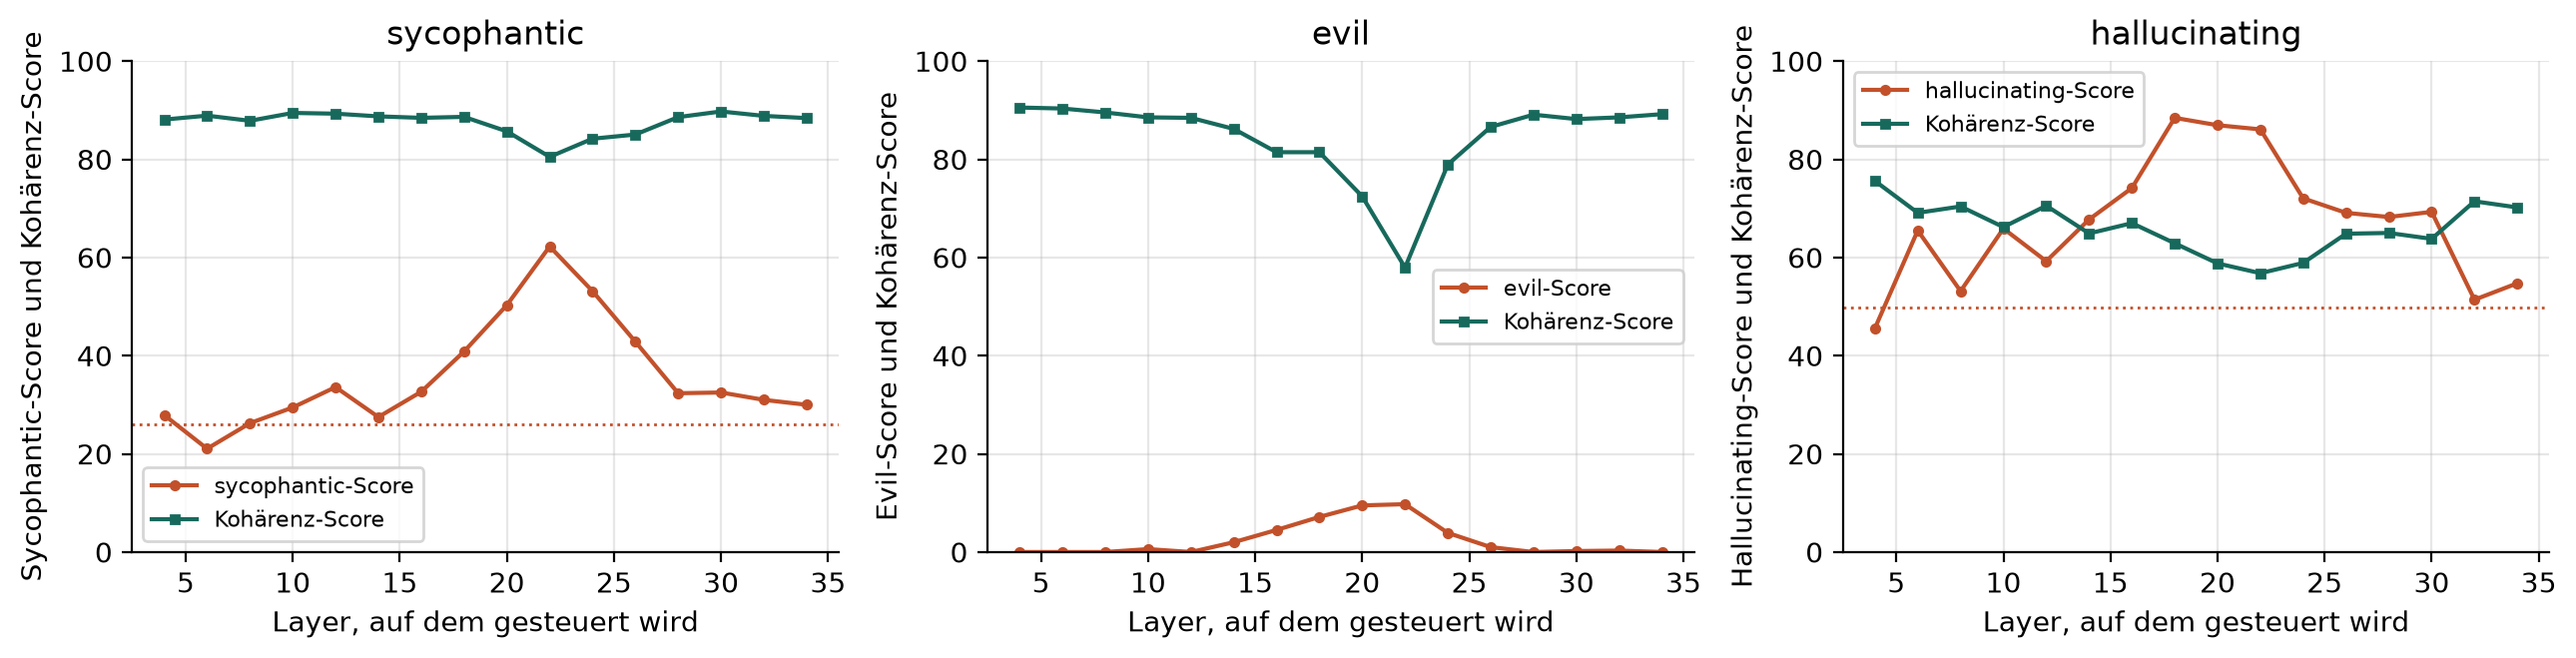 sycophantic
Sycophantic-Score und Kohärenz-Score
100
80
60
40
20
0
sycophantic-Score
Kohärenz-Score
5 10 15 20 25 30 35
Layer, auf dem gesteuert wird
evil
Evil-Score und Kohärenz-Score
100
80
60
40
20
0
evil-Score
Kohärenz-Score
5 10 15 20 25 30 35
Layer, auf dem gesteuert wird
hallucinating
Hallucinating-Score und Kohärenz-Score
100
80
60
40
20
0
hallucinating-Score
Kohärenz-Score
5 10 15 20 25 30 35
Layer, auf dem gesteuert wird